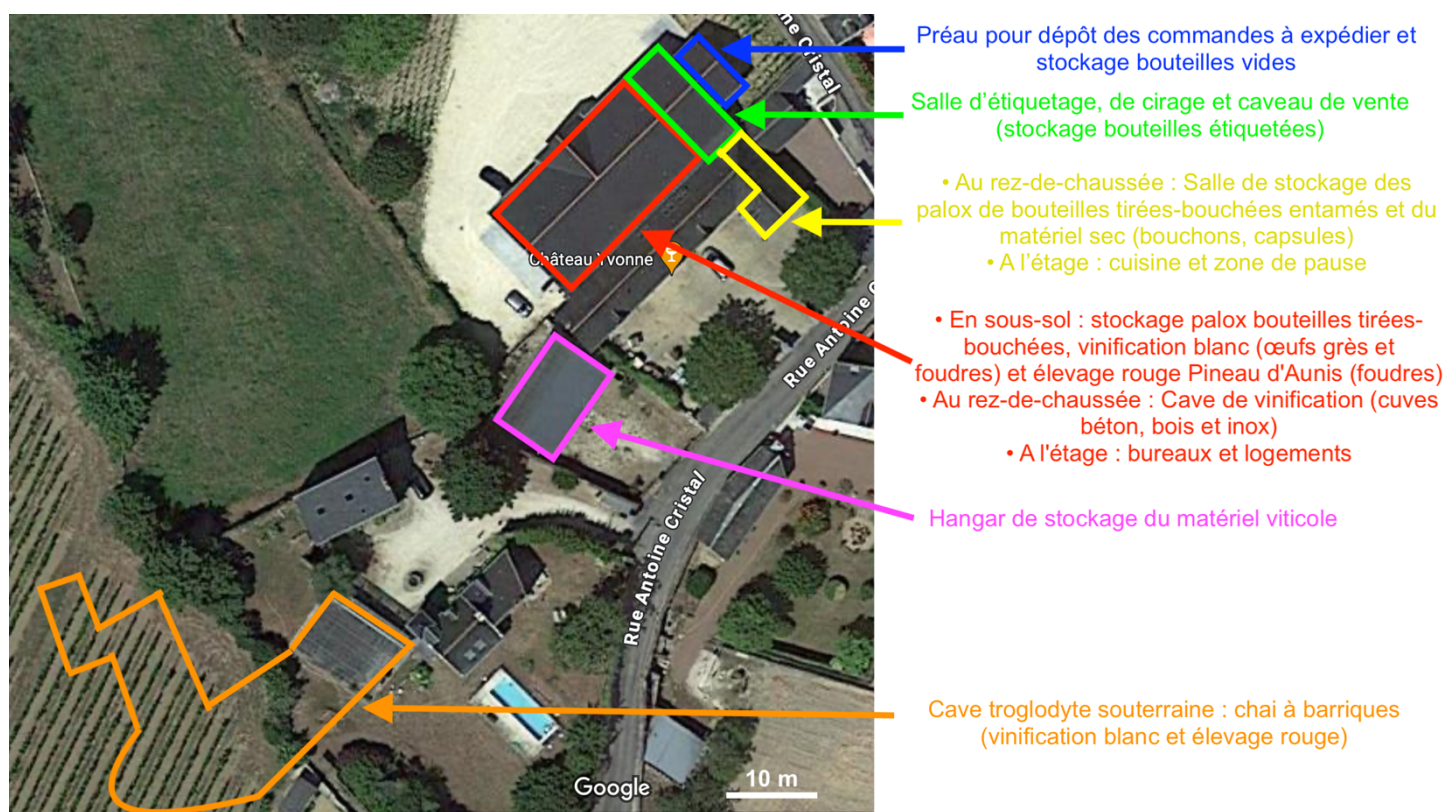 Préau pour dépôt des commandes à expédier et
stockage bouteilles vides
Salle d'étiquetage, de cirage et caveau de vente
(stockage bouteilles étiquetées)
• Au rez-de-chaussée : Salle de stockage des
palox de bouteilles tirées-bouchées entamés et du
matériel sec (bouchons, capsules)
• A l'étage : cuisine et zone de pause
• En sous-sol : stockage palox bouteilles tirées-
bouchées, vinification blanc (œufs grès et
foudres) et élevage rouge Pineau d'Aunis (foudres)
• Au rez-de-chaussée : Cave de vinification (cuves
béton, bois et inox)
• A l'étage : bureaux et logements
Hangar de stockage du matériel viticole
Cave troglodyte souterraine : chai à barriques
(vinification blanc et élevage rouge)
ne Cristal
Château Yvonne
Rue Antoine C
Rue Antoine Cristal
Google
10 m